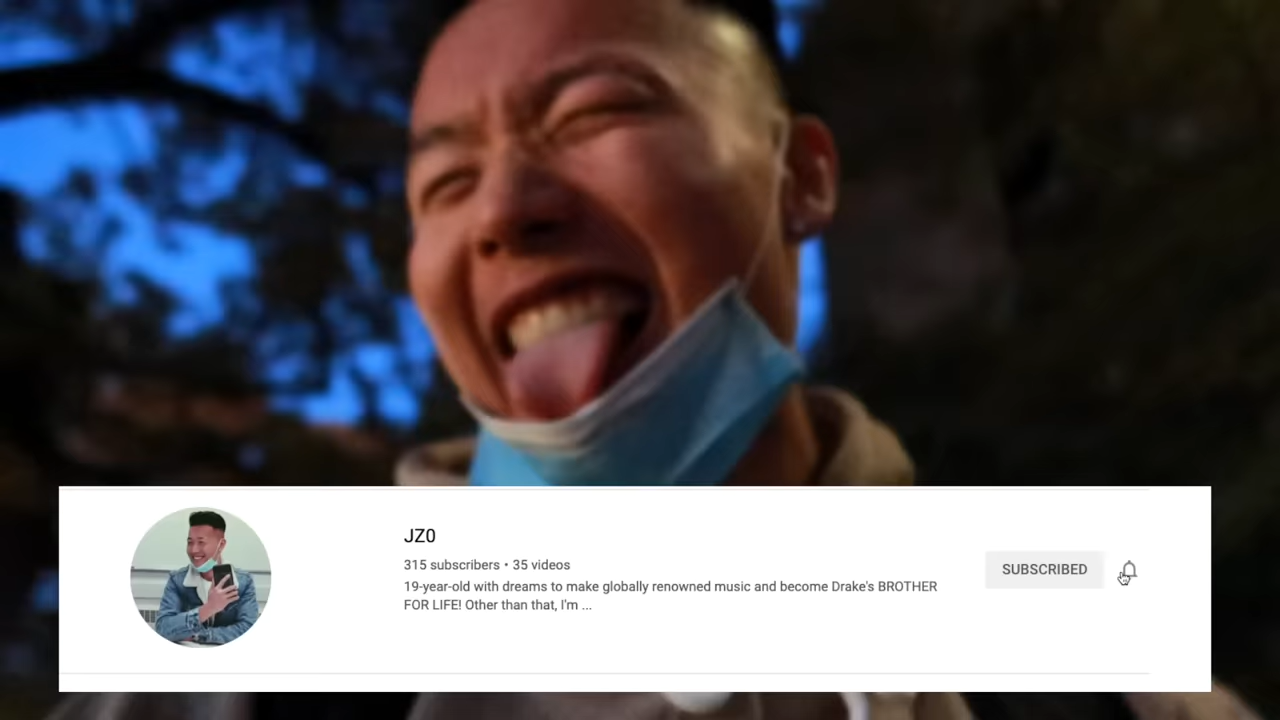 JZ0
315 subscribers • 35 videos
19-year-old with dreams to make globally renowned music and become Drake's BROTHER
FOR LIFE! Other than that, I'm ...
SUBSCRIBED